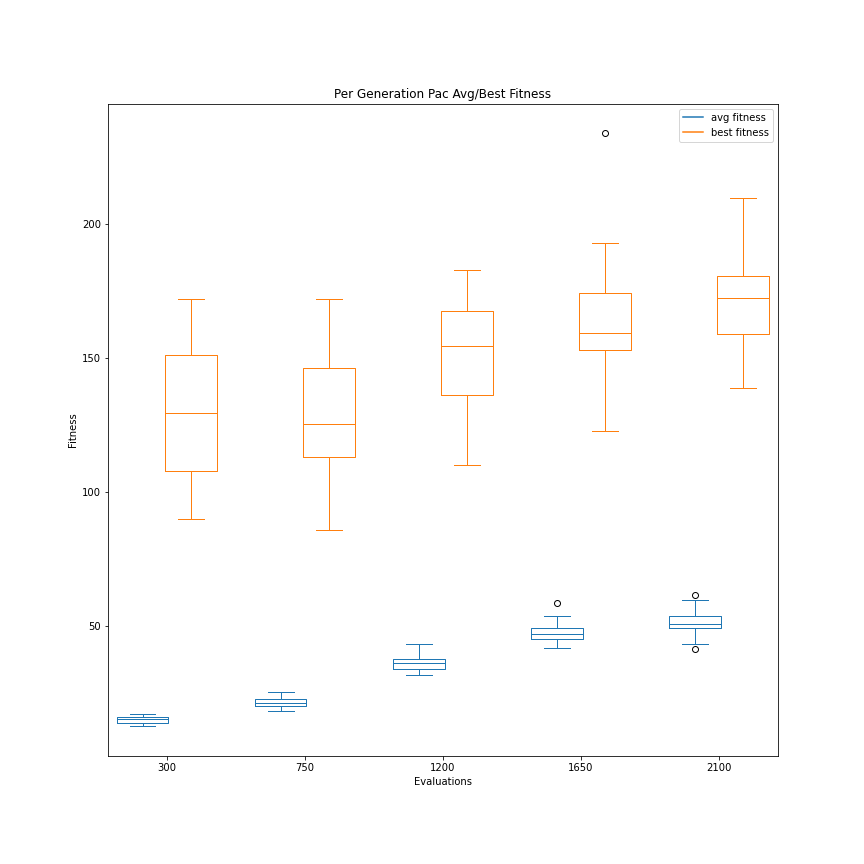 Per Generation Pac Avg/Best Fitness
avg fitness
best fitness
200
150
100
50
Fitness
300 750 1200 1650 2100
Evaluations